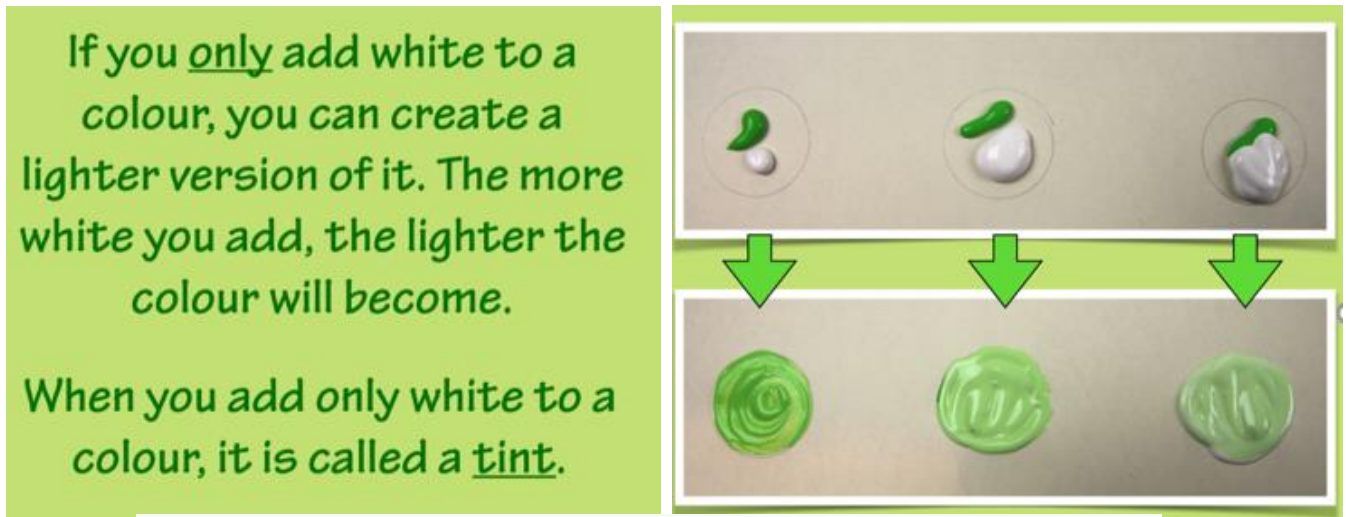 If you only add white to a
colour, you can create a
lighter version of it. The more
white you add, the lighter the
colour will become.
When you add only white to a
colour, it is called a tint.